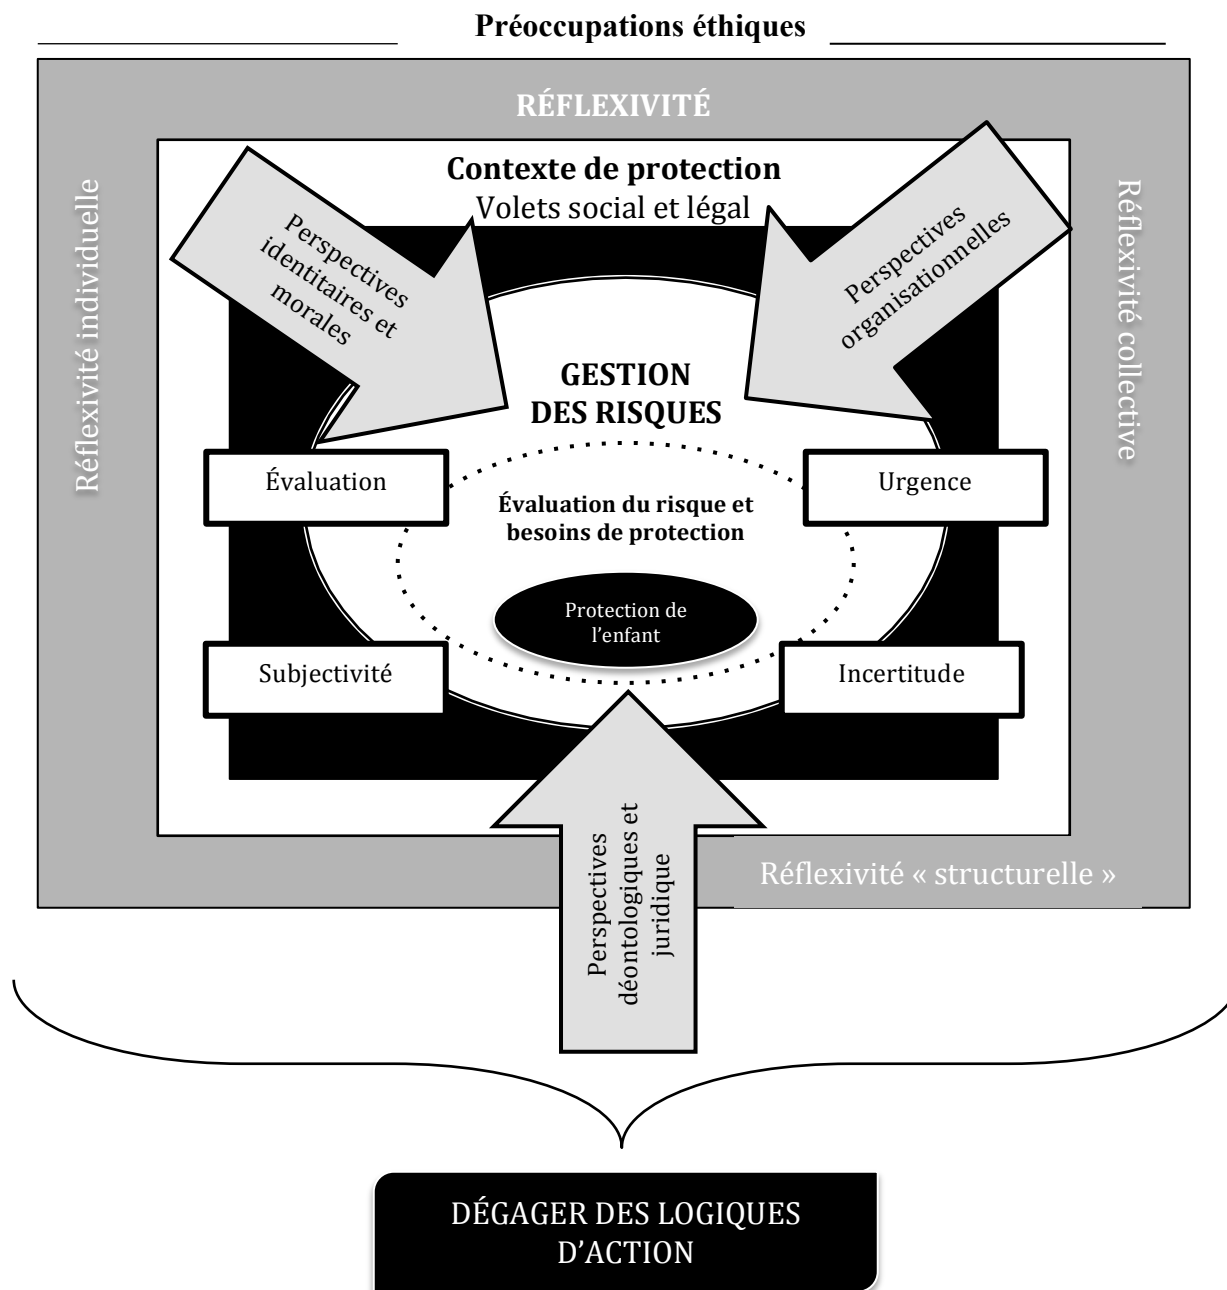 Préoccupations éthiques
RÉFLEXIVITÉ
Contexte de protection
Volets social et légal
Réflexivité individuelle
Perspectives
identitaires et
morales
Perspectives
organisationnelles
Réflexivité collective
GESTION
DES RISQUES
Évaluation
Urgence
Évaluation du risque et
besoins de protection
Protection de
l’enfant
Subjectivité
Incertitude
Perspectives
déontologiques et
juridique
Réflexivité « structurelle »
DÉGAGER DES LOGIQUES
D’ACTION